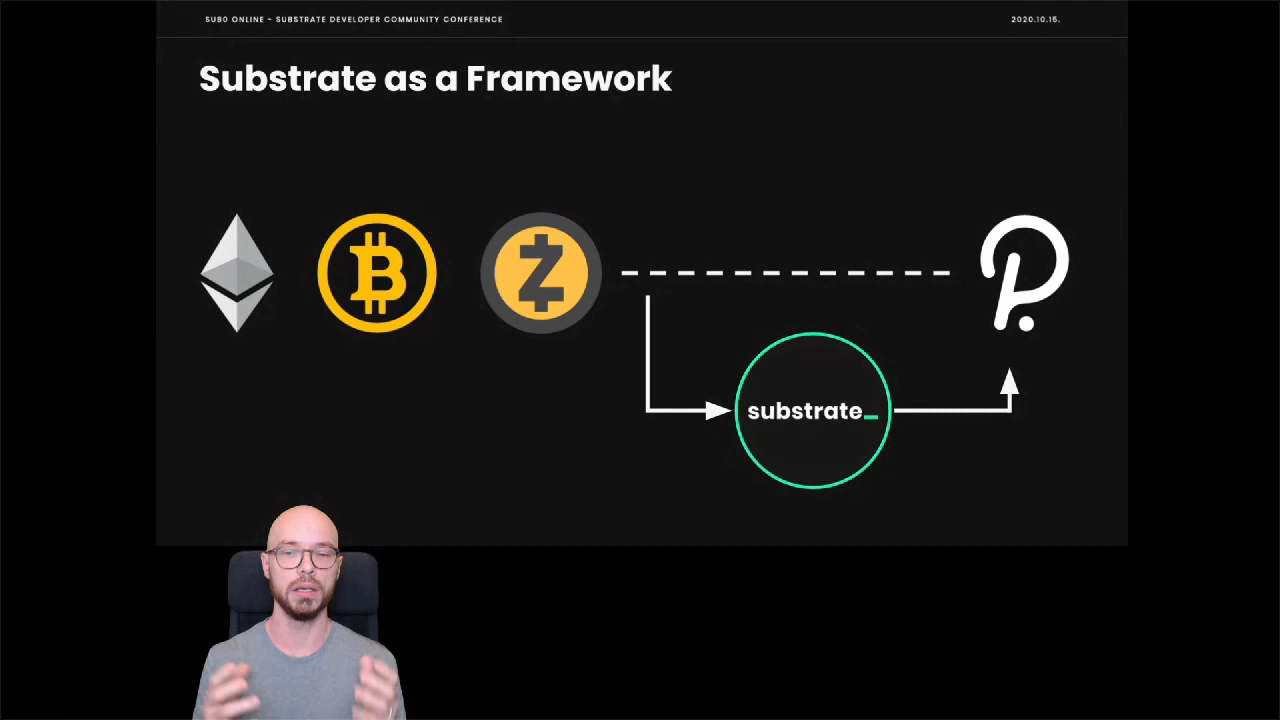 SUB0 ONLINE - SUBSTRATE DEVELOPER COMMUNITY CONFERENCE
2020.10.15.
Substrate as a Framework
substrate_